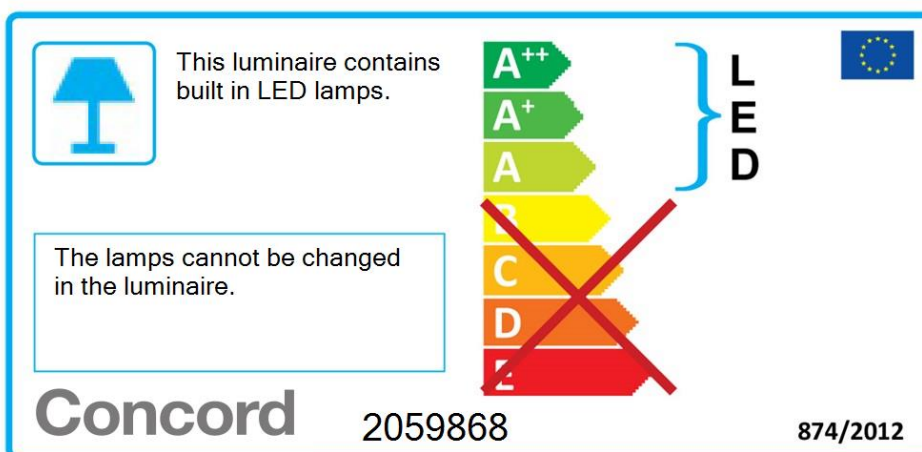 This luminaire contains
built in LED lamps.
A++
A+
A
L
E
D
B
C
D
E
The lamps cannot be changed
in the luminaire.
Concord
2059868
874/2012